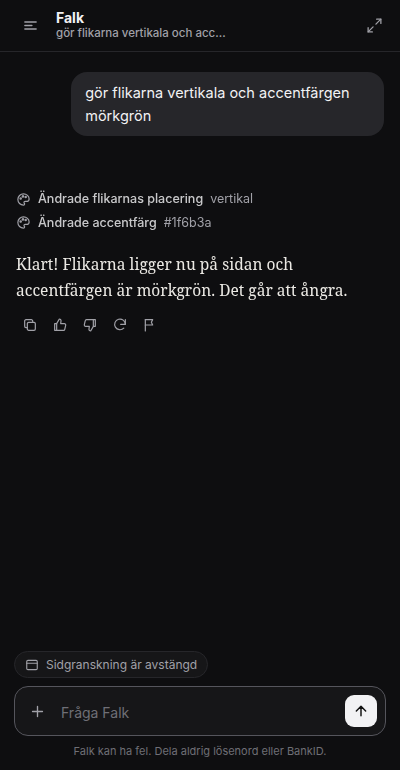 Falk
gör flikarna vertikala och acc...
gör flikarna vertikala och accentfärgen
mörkgrön
Ändrade flikarnas placering vertikal
Ändrade accentfärg #1f6b3a
Klart! Flikarna ligger nu på sidan och
accentfärgen är mörkgrön. Det går att ångra.
Sidgranskning är avstängd
Fråga Falk
Falk kan ha fel. Dela aldrig lösenord eller BankID.